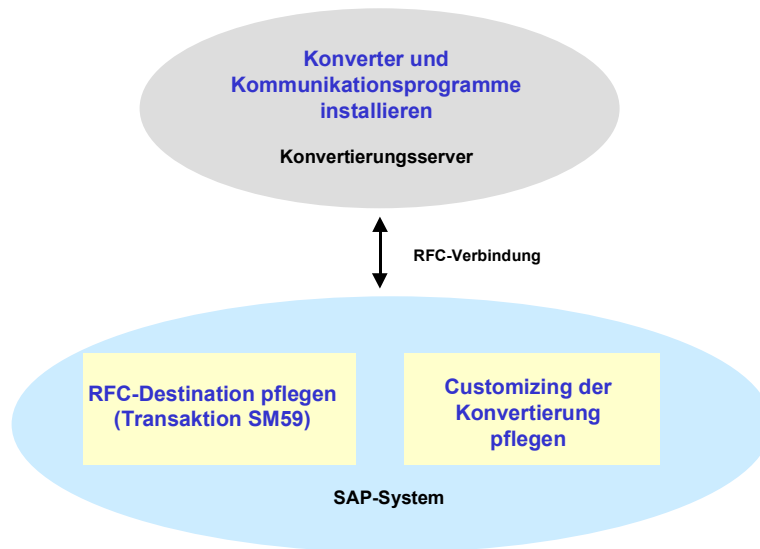 Konverter und
Kommunikationsprogramme
installieren
Konvertierungsserver
RFC-Verbindung
RFC-Destination pflegen
(Transaktion SM59)
Customizing der
Konvertierung
pflegen
SAP-System